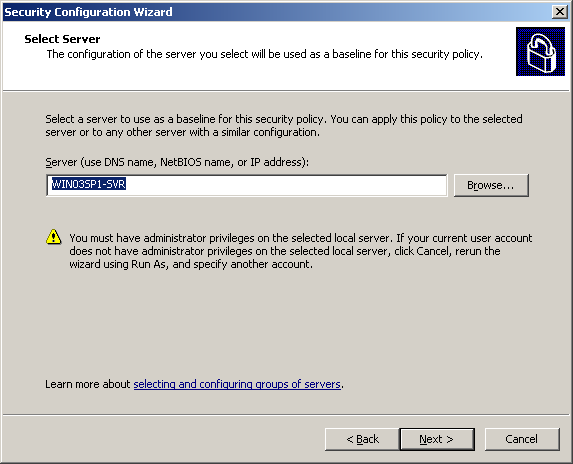 Security Configuration Wizard
Select Server
The configuration of the server you select will be used as a baseline for this security policy.
Select a server to use as a baseline for this security policy. You can apply this policy to the selected
server or to any other server with a similar configuration.
Server (use DNS name, NetBIOS name, or IP address):
WIN03SP1-SVR
Browse...
You must have administrator privileges on the selected local server. If your current user account
does not have administrator privileges on the selected local server, click Cancel, rerun the
wizard using Run As, and specify another account.
Learn more about selecting and configuring groups of servers.
< Back
Next >
Cancel